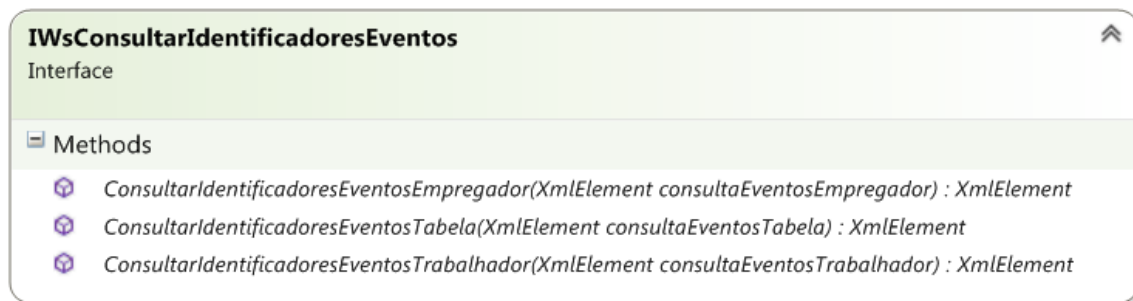 IWsConsultarIdentificadoresEventos
Interface
Methods
ConsultarIdentificadoresEventosEmpregador(XmlElement consultaEventosEmpregador) : XmlElement
ConsultarIdentificadoresEventosTabela(XmlElement consultaEventosTabela) : XmlElement
ConsultarIdentificadoresEventosTrabalhador(XmlElement consultaEventosTrabalhador) : XmlElement